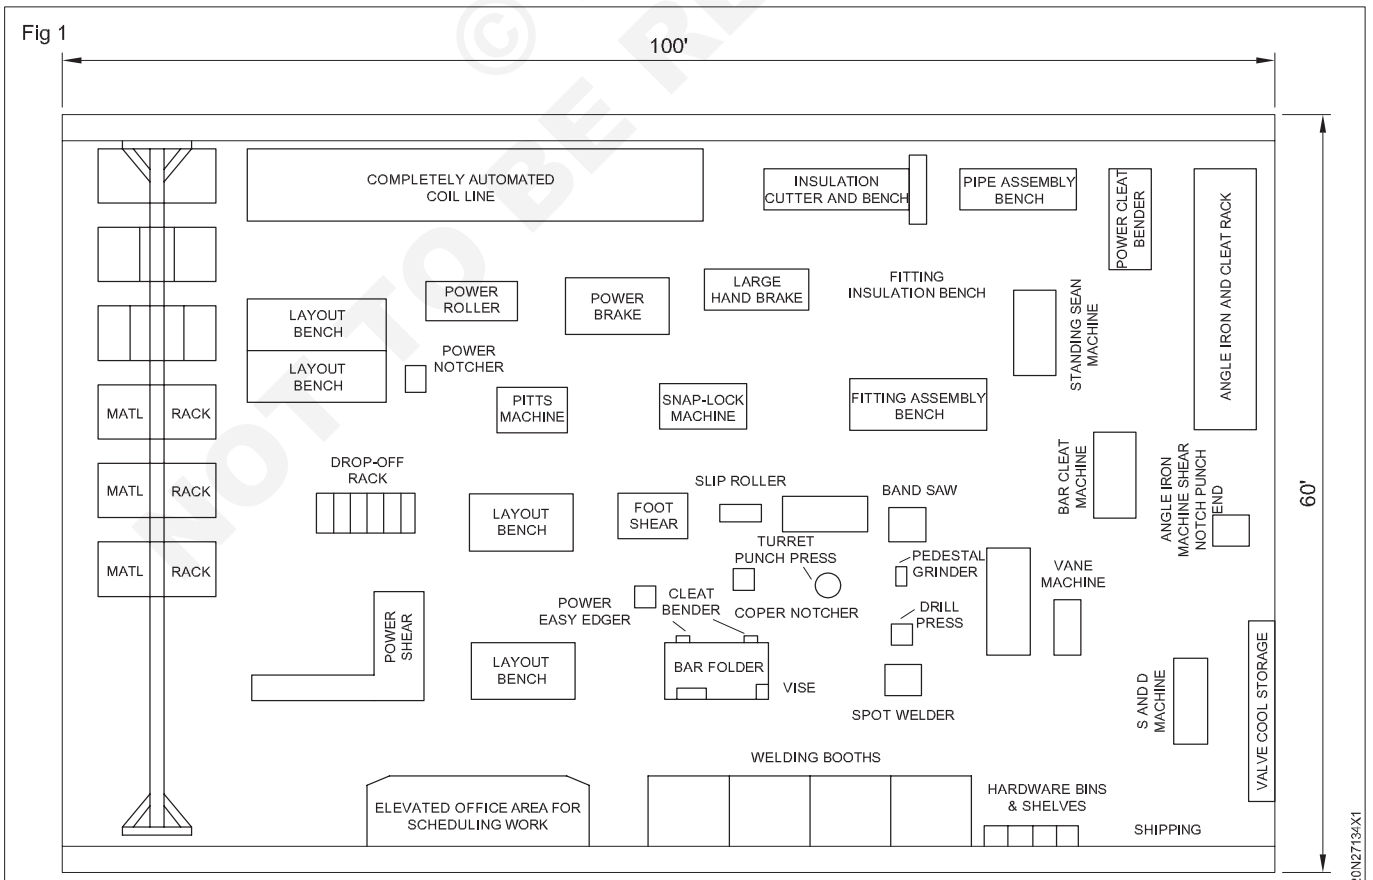 Fig 1
100'
COMPLETELY AUTOMATED
COIL LINE
INSULATION
CUTTER AND BENCH
PIPE ASSEMBLY
BENCH
POWER CLEAT
BENDER
ANGLE IRON AND CLEAT RACK
LAYOUT
BENCH
POWER
ROLLER
POWER
BRAKE
LARGE
HAND BRAKE
FITTING
INSULATION BENCH
STANDING SEAN
MACHINE
LAYOUT
BENCH
POWER
NOTCHER
MATL RACK
PITTS
MACHINE
SNAP-LOCK
MACHINE
FITTING ASSEMBLY
BENCH
BAR CLEAT
MACHINE
ANGLE IRON
MACHINE SHEAR
NOTCH PUNCH
END
60'
MATL RACK
DROP-OFF
RACK
LAYOUT
BENCH
FOOT
SHEAR
SLIP ROLLER
BAND SAW
TURRET
PUNCH PRESS
PEDESTAL
GRINDER
VANE
MACHINE
MATL RACK
POWER
SHEAR
POWER
EASY EDGER
CLEAT
BENDER
COPER NOTCHER
DRILL
PRESS
LAYOUT
BENCH
BAR FOLDER
VISE
SPOT WELDER
S AND D
MACHINE
VALVE COOL STORAGE
WELDING BOOTHS
ELEVATED OFFICE AREA FOR
SCHEDULING WORK
HARDWARE BINS
& SHELVES
SHIPPING
20N27134X1
© 
NOT TO BE